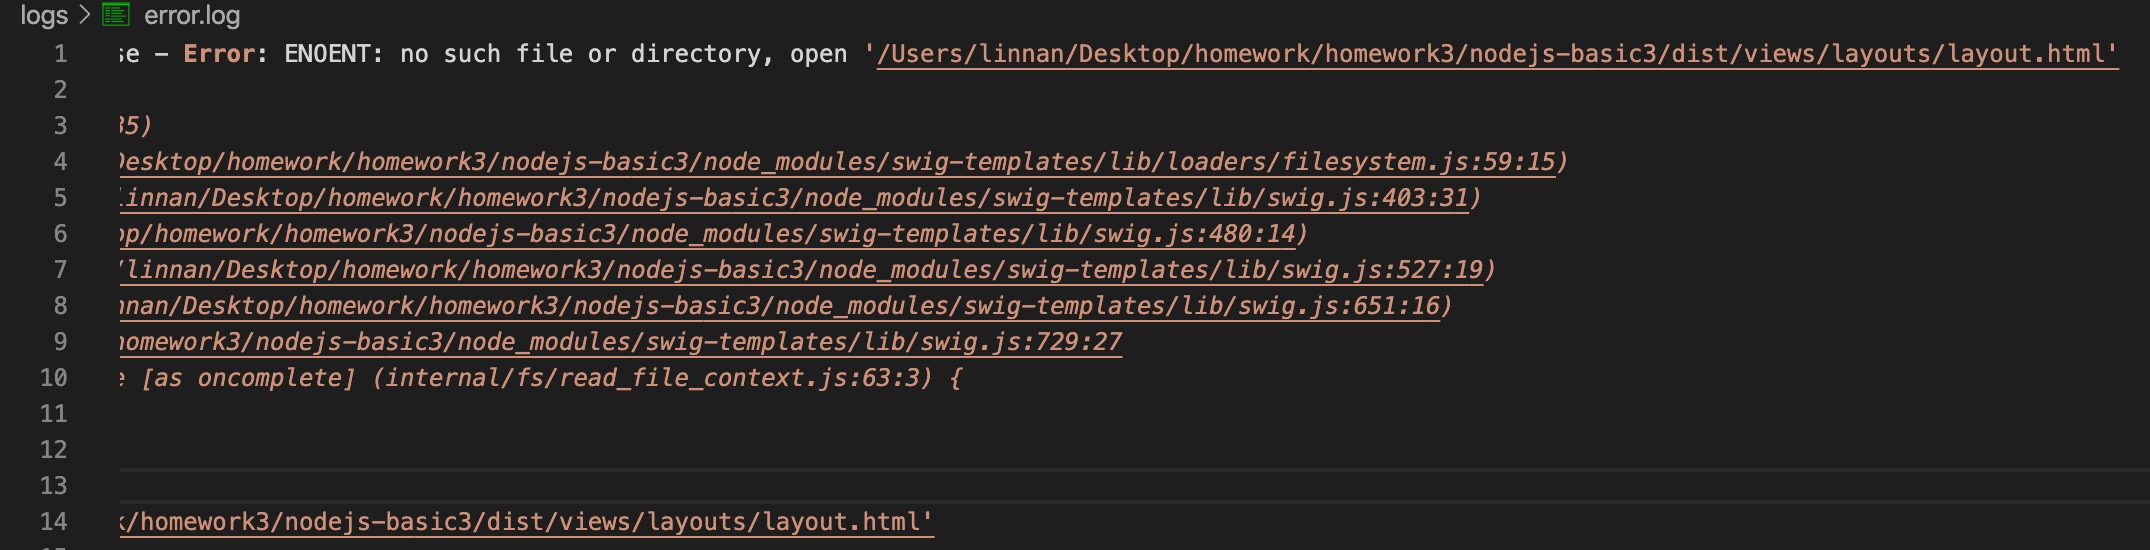 logs > error.log
1 se – Error: ENOENT: no such file or directory, open '/Users/linnan/Desktop/homework/homework3/nodejs-basic3/dist/views/layouts/layout.html'
2
3 35)
4 Desktop/homework/homework3/nodejs-basic3/node_modules/swig-templates/lib/loaders/filesystem.js:59:15)
5 linnan/Desktop/homework/homework3/nodejs-basic3/node_modules/swig-templates/lib/swig.js:403:31)
6 op/homework/homework3/nodejs-basic3/node_modules/swig-templates/lib/swig.js:480:14)
7 /linnan/Desktop/homework/homework3/nodejs-basic3/node_modules/swig-templates/lib/swig.js:527:19)
8 nnan/Desktop/homework/homework3/nodejs-basic3/node_modules/swig-templates/lib/swig.js:651:16)
9 homework3/nodejs-basic3/node_modules/swig-templates/lib/swig.js:729:27
10 e [as oncomplete] (internal/fs/read_file_context.js:63:3) {
11
12
13
14 k/homework3/nodejs-basic3/dist/views/layouts/layout.html'